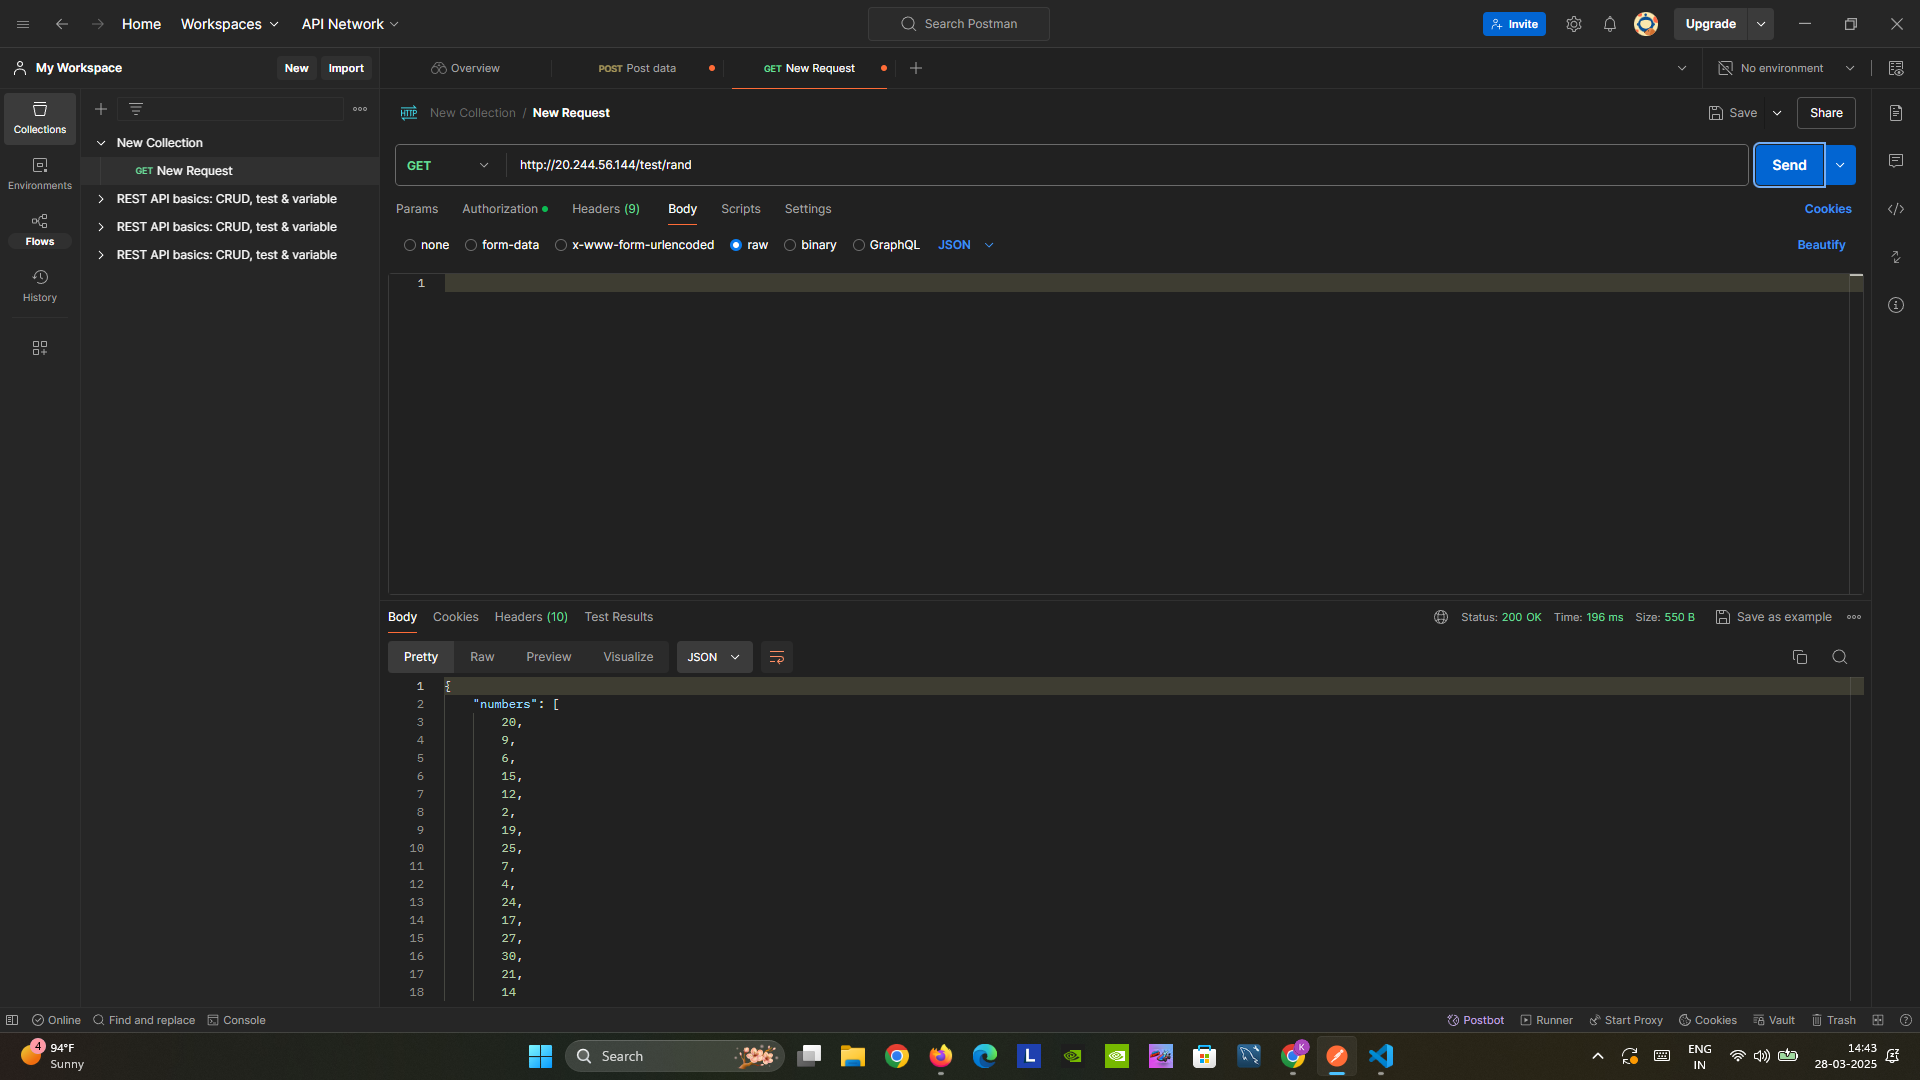 Home
Workspaces
API Network
Search Postman
Invite
Upgrade
My Workspace
New
Import
Overview
POST Post data
GET New Request
No environment
Collections
Environments
Flows
History
New Collection
GET New Request
REST API basics: CRUD, test & variable
REST API basics: CRUD, test & variable
REST API basics: CRUD, test & variable
HTTP New Collection / New Request
Save
Share
GET
http://20.244.56.144/test/rand
Send
Params
Authorization
Headers (9)
Body
Scripts
Settings
Cookies
none
form-data
x-www-form-urlencoded
raw
binary
GraphQL
JSON
Beautify
1
Body
Cookies
Headers (10)
Test Results
Status: 200 OK
Time: 196 ms
Size: 550 B
Save as example
Pretty
Raw
Preview
Visualize
JSON
1 {
2 "numbers": [
3 20,
4 9,
5 6,
6 15,
7 12,
8 2,
9 19,
10 25,
11 7,
12 4,
13 24,
14 17,
15 27,
16 30,
17 21,
18 14
Online
Find and replace
Console
Postbot
Runner
Start Proxy
Cookies
Vault
Trash
4
94°F
Sunny
Search
L
K
ENG
IN
14:43
28-03-2025